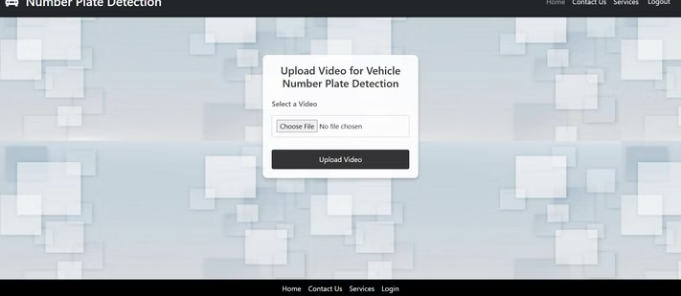 Number Plate Detection
Home Contact Us Services Logout
Upload Video for Vehicle
Number Plate Detection
Select a Video
Choose File No file chosen
Upload Video
Home Contact Us Services Login